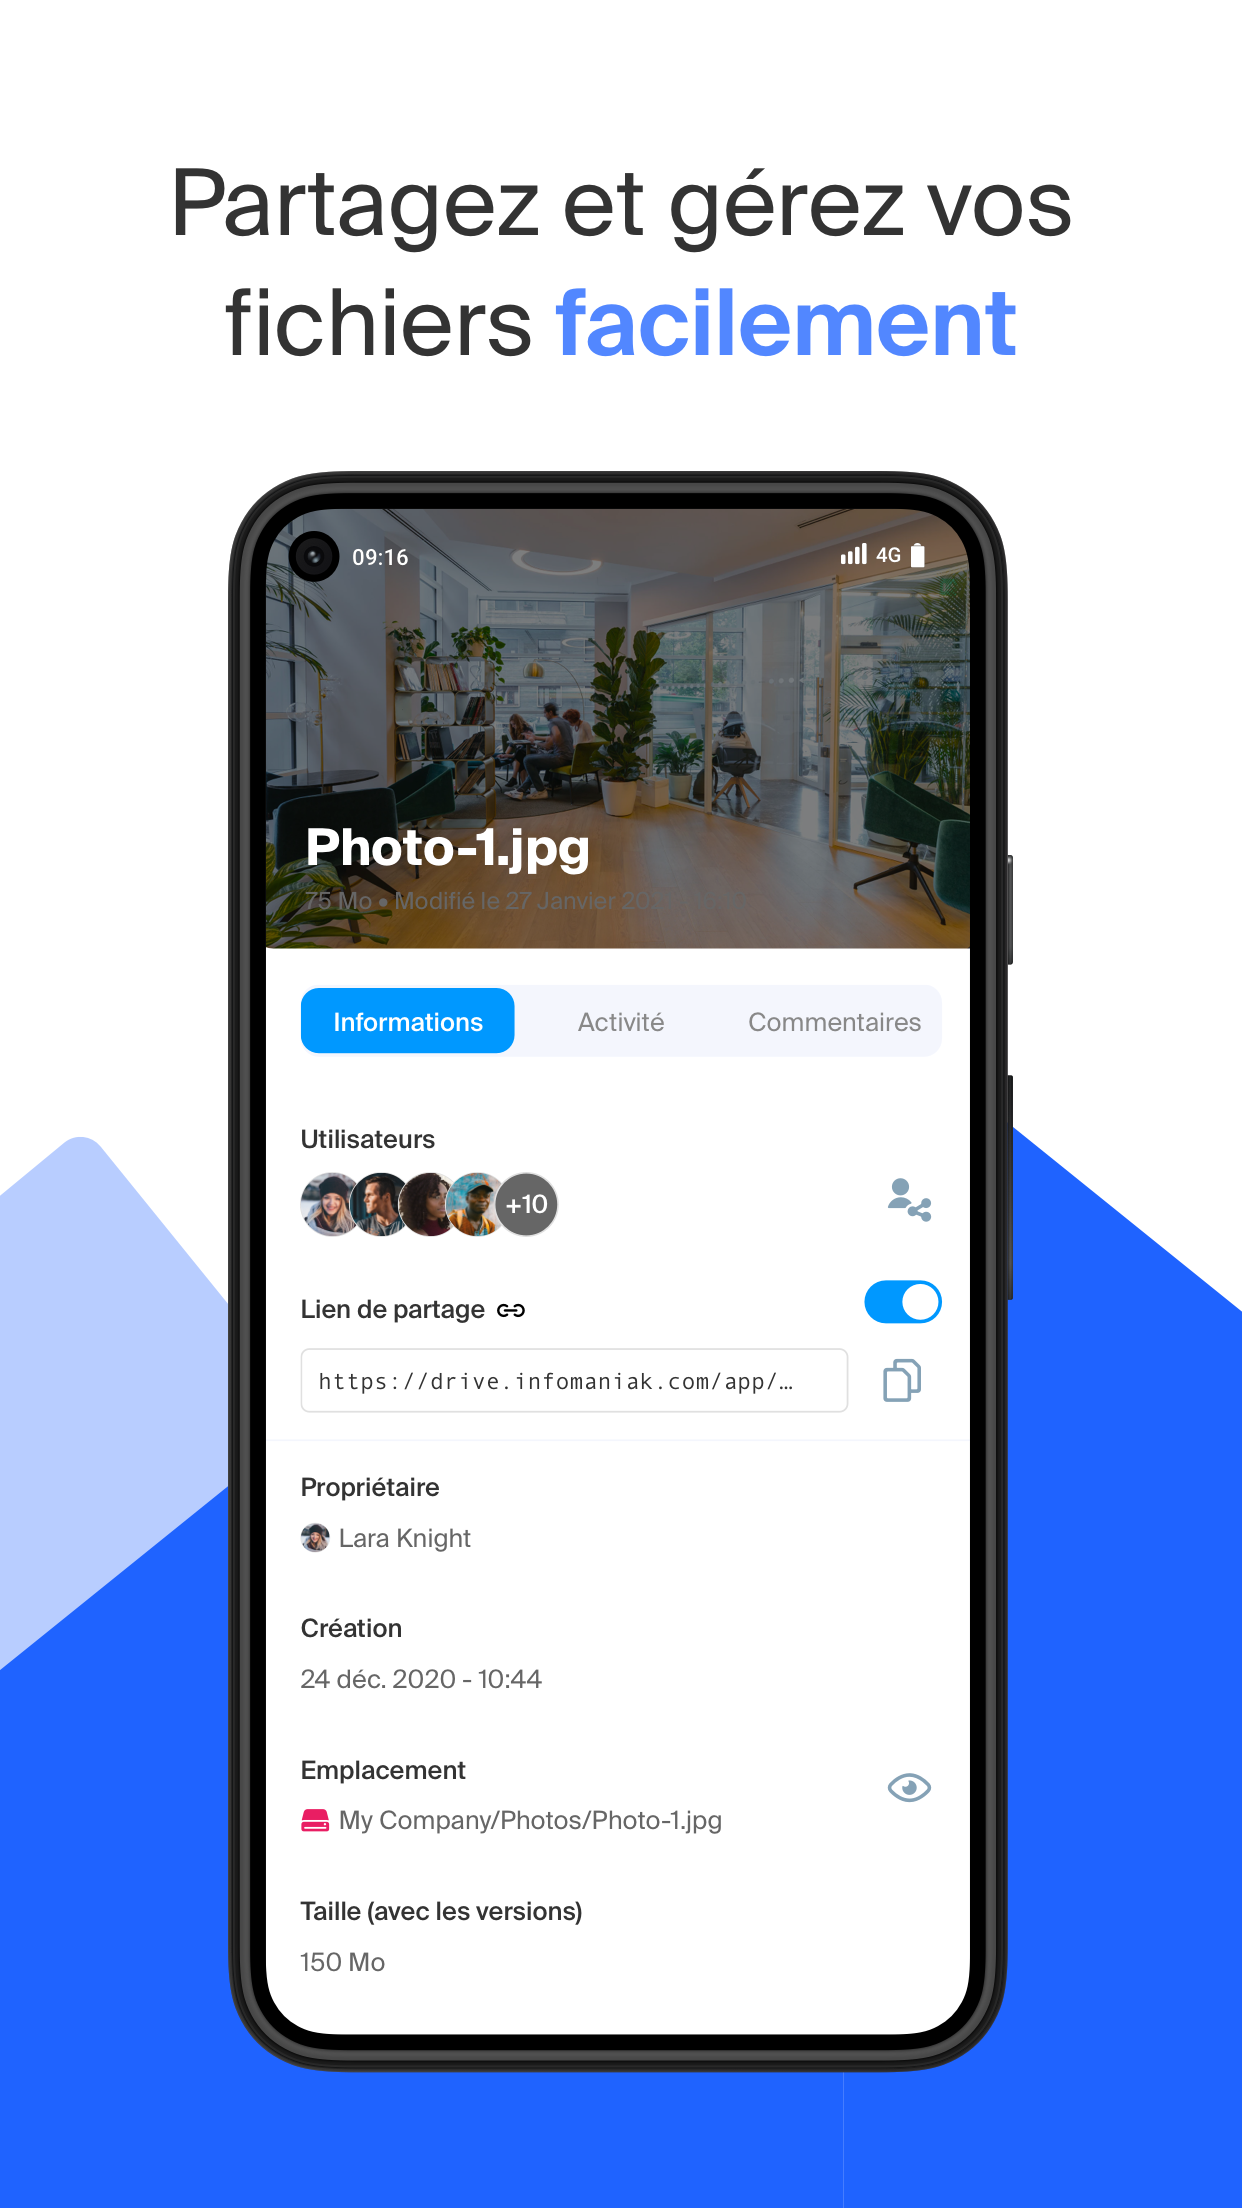 Partagez et gérez vos
fichiers facilement
09:16
4G
Photo-1.jpg
75 Mo • Modifié le 27 Janvier
Informations
Activité
Commentaires
Utilisateurs
+10
Lien de partage
https://drive.infomaniak.com/app/…
Propriétaire
Lara Knight
Création
24 déc. 2020 - 10:44
Emplacement
My Company/Photos/Photo-1.jpg
Taille (avec les versions)
150 Mo